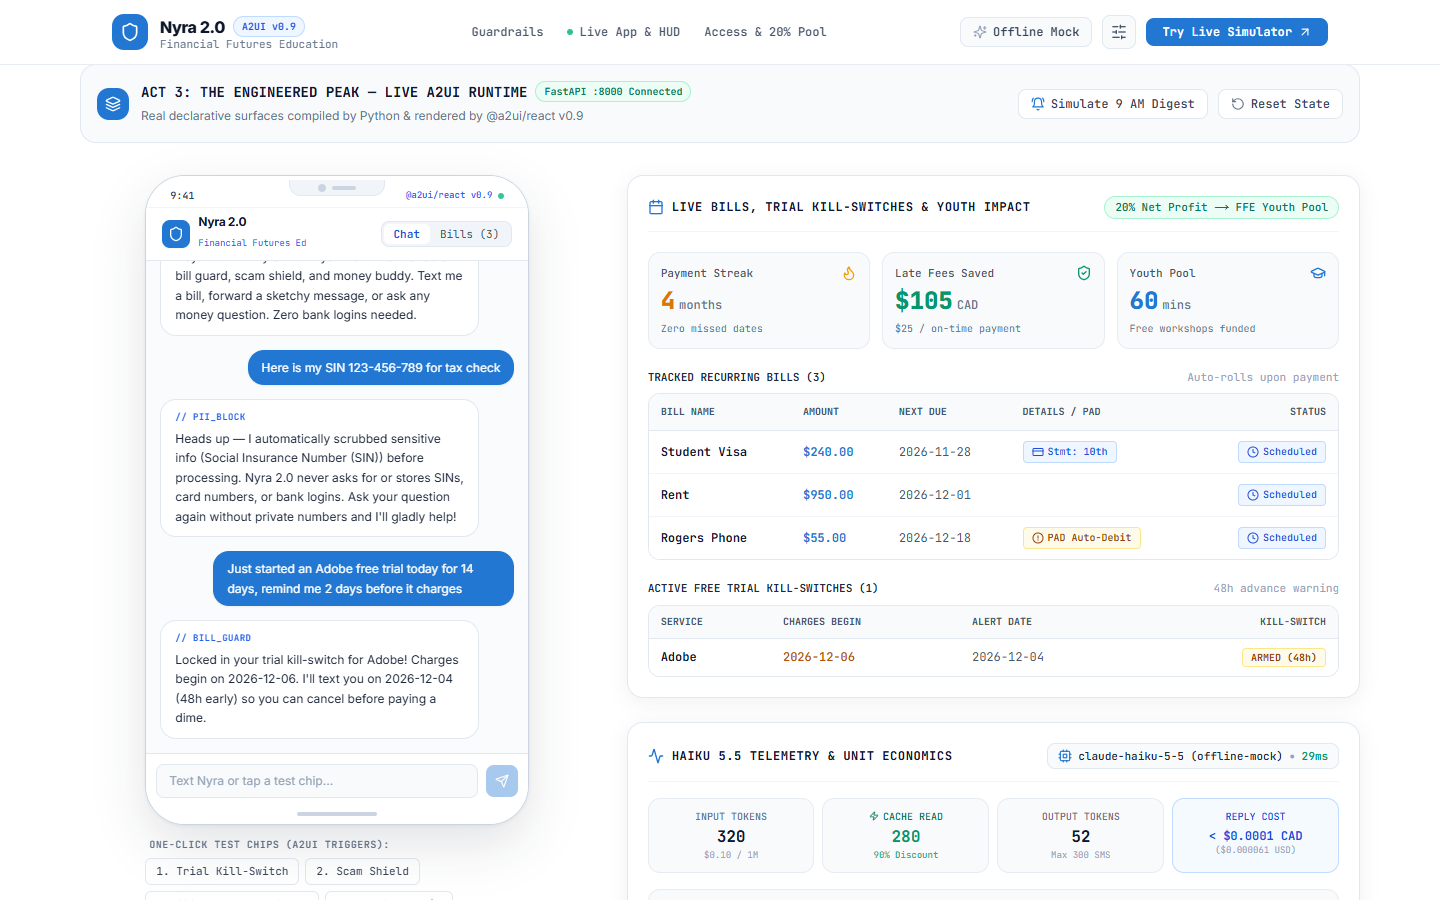 Nyra 2.0 A2UI v0.9
Financial Futures Education
Guardrails
Live App & HUD
Access & 20% Pool
Offline Mock
Try Live Simulator
ACT 3: THE ENGINEERED PEAK — LIVE A2UI RUNTIME FastAPI :8000 Connected
Real declarative surfaces compiled by Python & rendered by @a2ui/react v0.9
Simulate 9 AM Digest
Reset State
9:41
@a2ui/react v0.9
Nyra 2.0
Financial Futures Ed
Chat
Bills (3)
bill guard, scam shield, and money buddy. Text me
a bill, forward a sketchy message, or ask any
money question. Zero bank logins needed.
Here is my SIN 123-456-789 for tax check
// PII_BLOCK
Heads up — I automatically scrubbed sensitive
info (Social Insurance Number (SIN)) before
processing. Nyra 2.0 never asks for or stores SINs,
card numbers, or bank logins. Ask your question
again without private numbers and I'll gladly help!
Just started an Adobe free trial today for 14
days, remind me 2 days before it charges
// BILL_GUARD
Locked in your trial kill-switch for Adobe! Charges
begin on 2026-12-06. I'll text you on 2026-12-04
(48h early) so you can cancel before paying a
dime.
Text Nyra or tap a test chip...
ONE-CLICK TEST CHIPS (A2UI TRIGGERS):
1. Trial Kill-Switch
2. Scam Shield
LIVE BILLS, TRIAL KILL-SWITCHES & YOUTH IMPACT
20% Net Profit → FFE Youth Pool
Payment Streak
4 months
Zero missed dates
Late Fees Saved
$105 CAD
$25 / on-time payment
Youth Pool
60 mins
Free workshops funded
TRACKED RECURRING BILLS (3)
Auto-rolls upon payment
BILL NAME AMOUNT NEXT DUE DETAILS / PAD STATUS
Student Visa $240.00 2026-11-28 Stmt: 10th Scheduled
Rent $950.00 2026-12-01 Scheduled
Rogers Phone $55.00 2026-12-18 PAD Auto-Debit Scheduled
ACTIVE FREE TRIAL KILL-SWITCHES (1)
48h advance warning
SERVICE CHARGES BEGIN ALERT DATE KILL-SWITCH
Adobe 2026-12-06 2026-12-04 ARMED (48h)
HAIKU 5.5 TELEMETRY & UNIT ECONOMICS
claude-haiku-5-5 (offline-mock) • 29ms
INPUT TOKENS
320
$0.10 / 1M
CACHE READ
280
90% Discount
OUTPUT TOKENS
52
Max 300 SMS
REPLY COST
< $0.0001 CAD
($0.000061 USD)